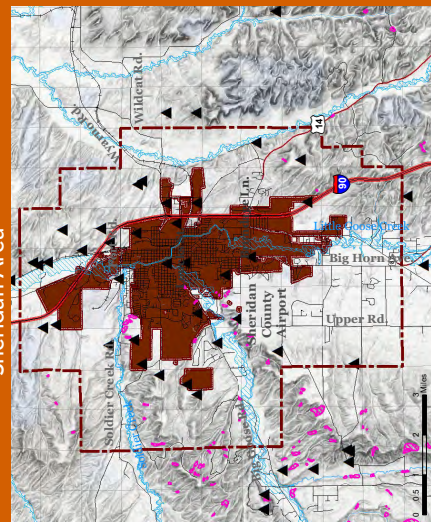 Sheridan Area
Wyarno Rd.
Wildcat Rd.
14
90
Little Goose Creek
Big Horn Ave.
Sheridan
County
Airport
Upper Rd.
Soldier Creek Rd.
Miles
0 0.5 1 2 3